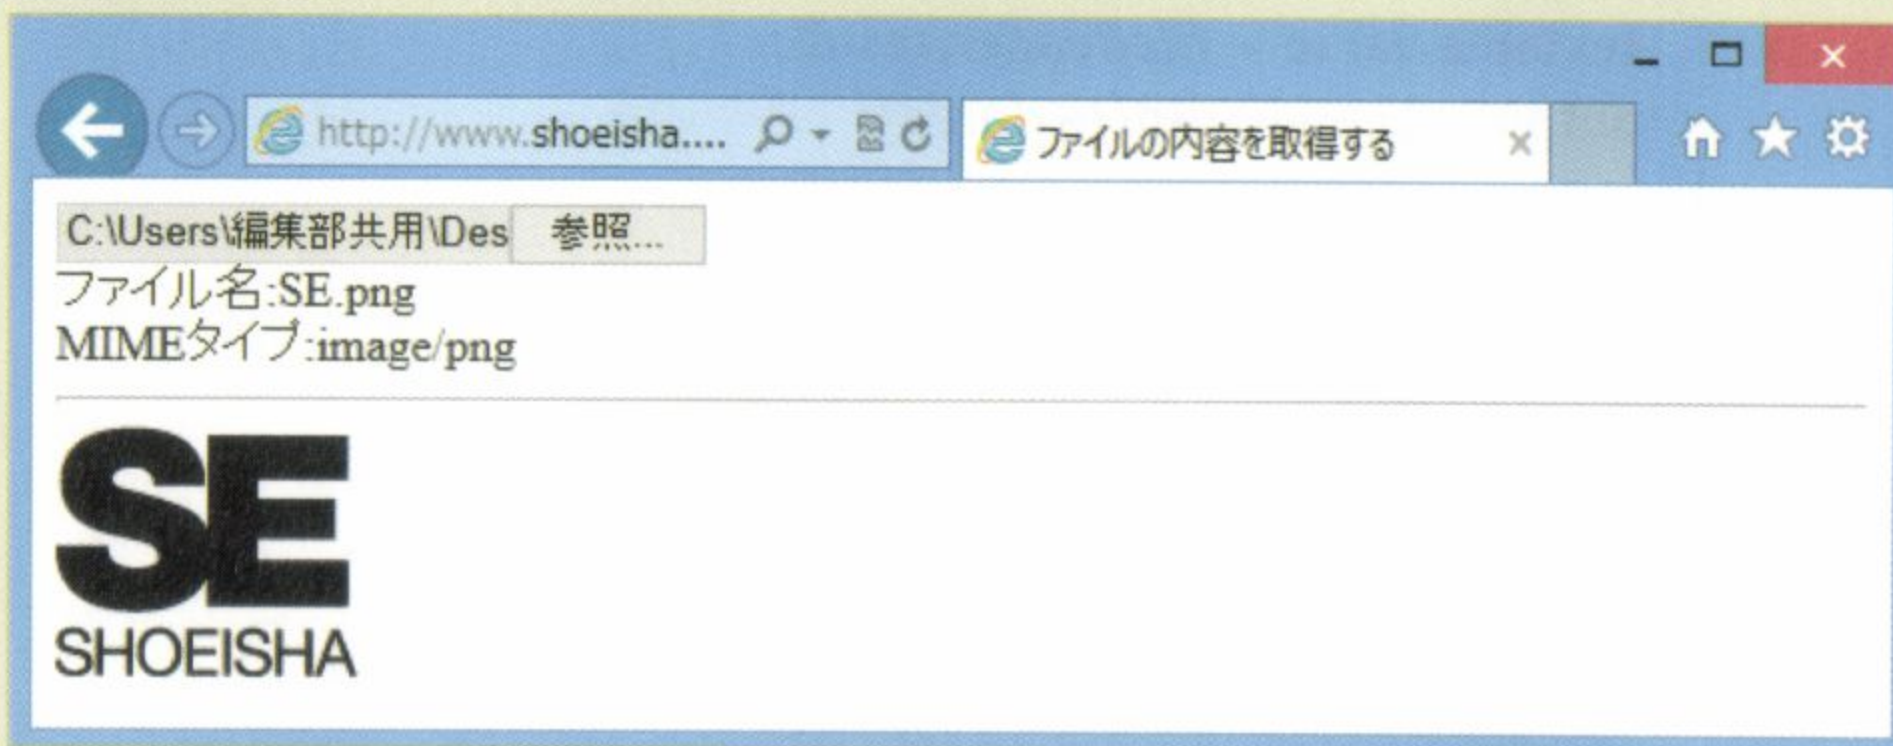 http://www.shoeisha....
ファイルの内容を取得する
C:\Users\編集部共用\Des 参照...
ファイル名:SE.png
MIMEタイプ:image/png
SE
SHOEISHA